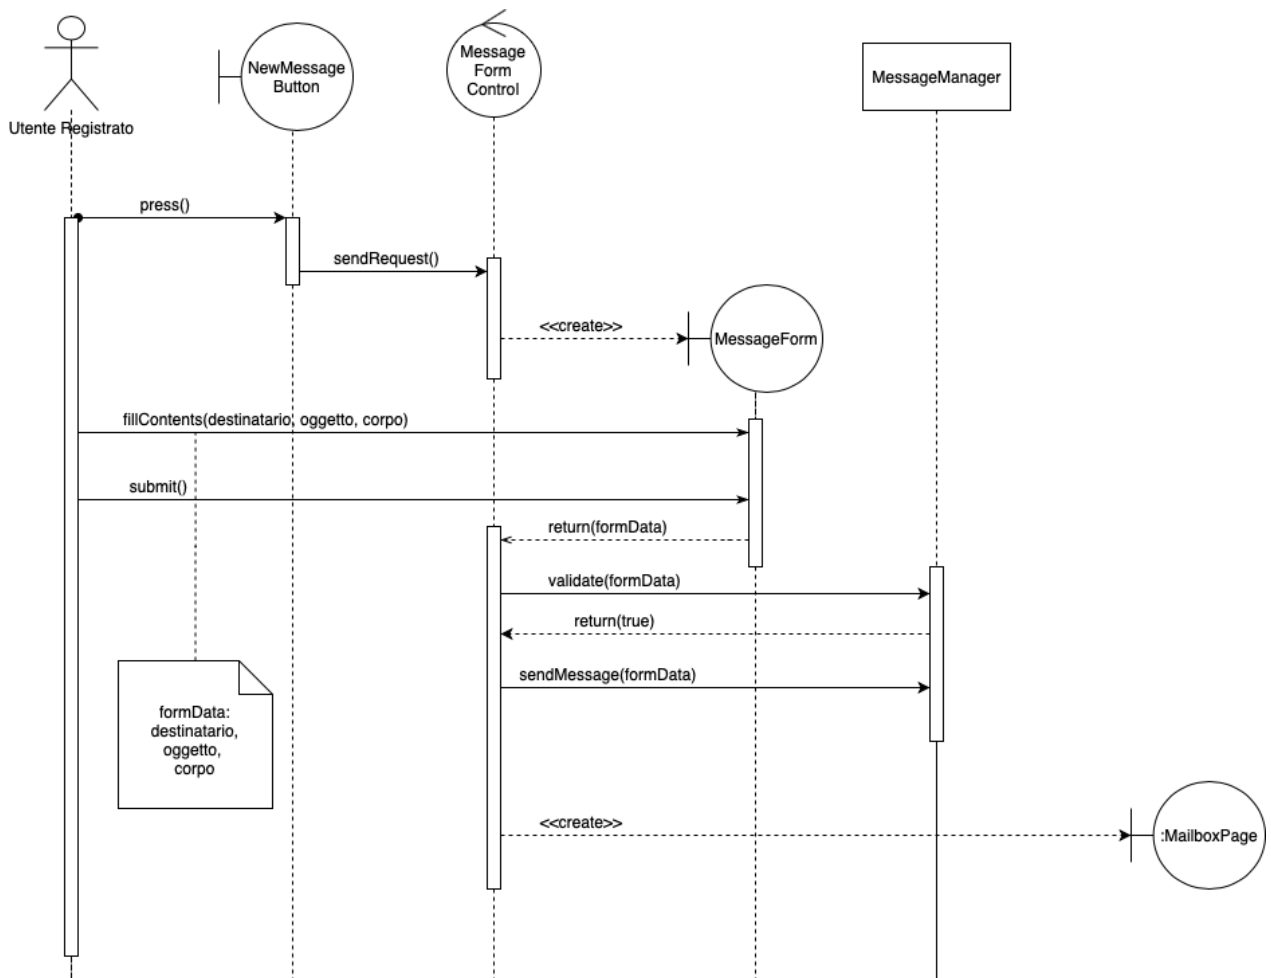 Utente Registrato
NewMessage
Button
Message
Form
Control
MessageManager
press()
sendRequest()
<<create>>
MessageForm
fillContents(destinatario, oggetto, corpo)
submit()
return(formData)
validate(formData)
return(true)
sendMessage(formData)
formData:
destinatario,
oggetto,
corpo
<<create>>
:MailboxPage